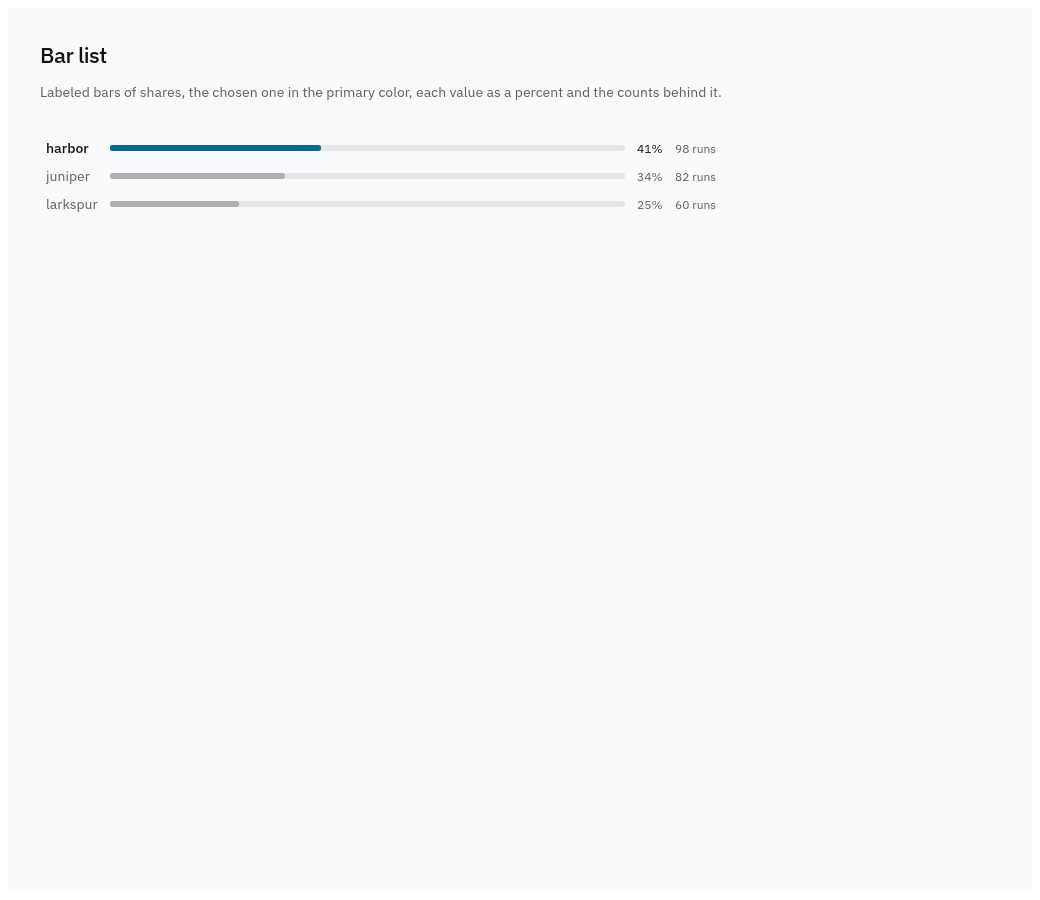 Bar list
Labeled bars of shares, the chosen one in the primary color, each value as a percent and the counts behind it.
harbor 41% 98 runs
juniper 34% 82 runs
larkspur 25% 60 runs